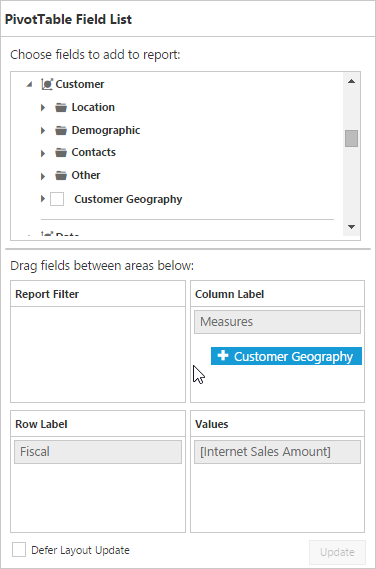 PivotTable Field List
Choose fields to add to report:
Customer
Location
Demographic
Contacts
Other
Customer Geography
Date
Drag fields between areas below:
Report Filter
Column Label
Measures
Customer Geography
Row Label
Values
Fiscal
[Internet Sales Amount]
Defer Layout Update
Update